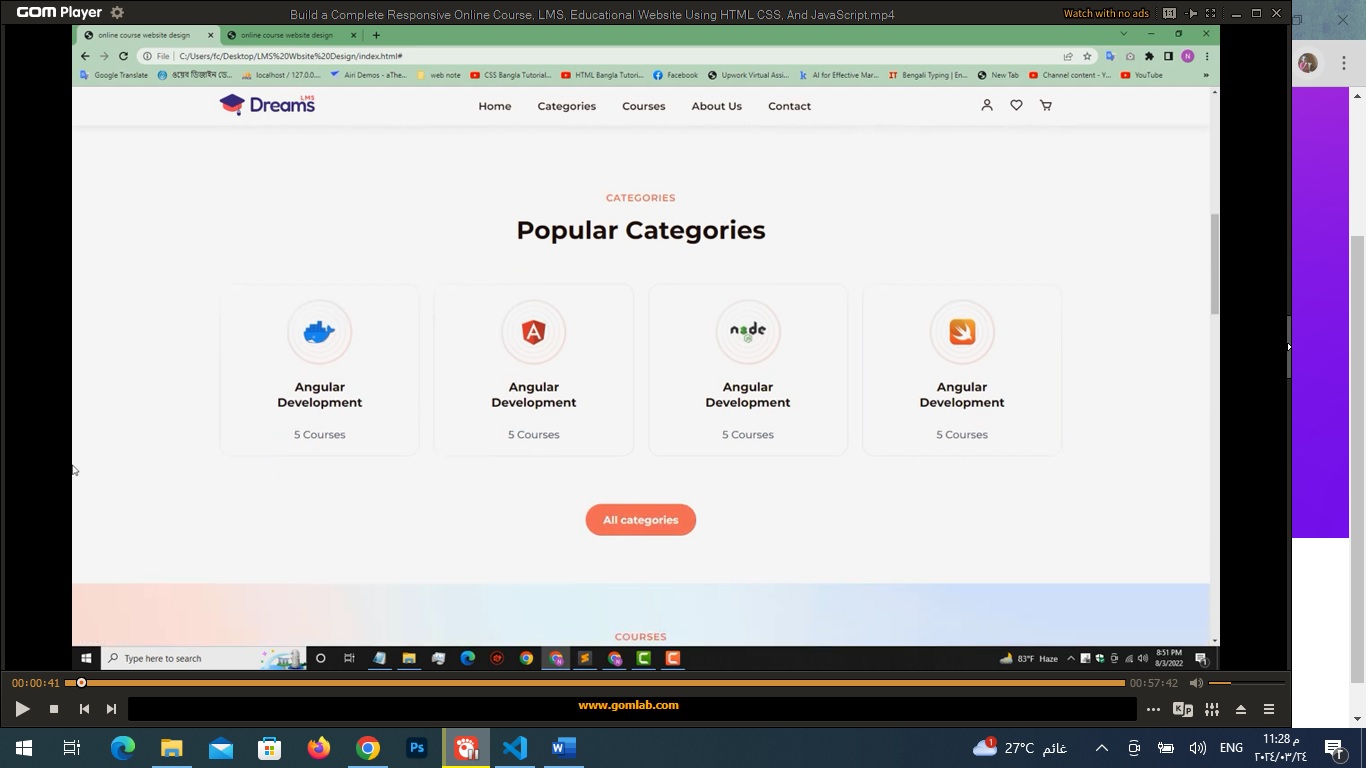 GOM Player
Build a Complete Responsive Online Course, LMS, Educational Website Using HTML CSS, And JavaScript.mp4
Watch with no ads
online course website design
online course website design
File
C:/Users/fc/Desktop/LMS%20Wbsite%20Design/index.html#
N
Google Translate
ওয়েব ডিজাইন ডে...
localhost / 127.0.0....
Airi Demos - aThe...
web note
CSS Bangla Tutorial...
HTML Bangla Tutori...
Facebook
Upwork Virtual Assi...
AI for Effective Mar...
Bengali Typing | En...
New Tab
Channel content - Y...
YouTube
LMS
Dreams
Home
Categories
Courses
About Us
Contact
CATEGORIES
Popular Categories
Angular
Development
5 Courses
Angular
Development
5 Courses
node
Angular
Development
5 Courses
Angular
Development
5 Courses
All categories
COURSES
Type here to search
83°F Haze
8:51 PM
8/3/2022
00:00:41
00:57:42
www.gomlab.com
27°C غائم
ENG
11:28 م
٢٠٢٤/٠٣/٢٤